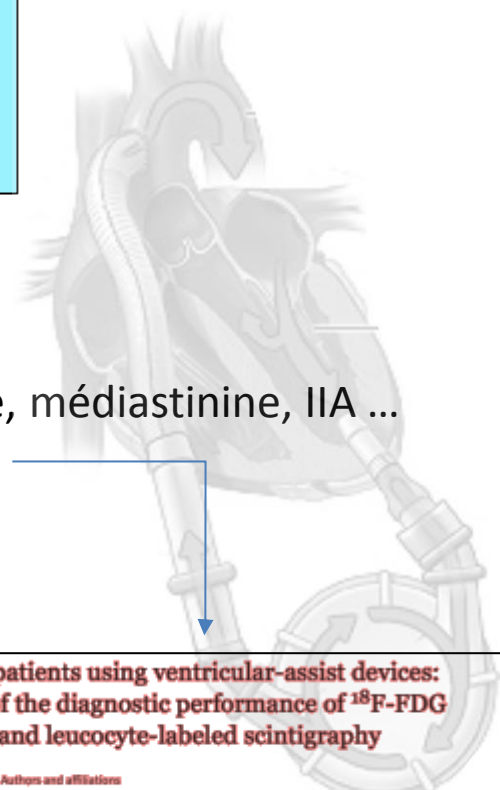 e, médiastinine, IIA ...
patients using ventricular-assist devices:
f the diagnostic performance of ¹⁸F-FDG
and leucocyte-labeled scintigraphy
Authors and affiliations